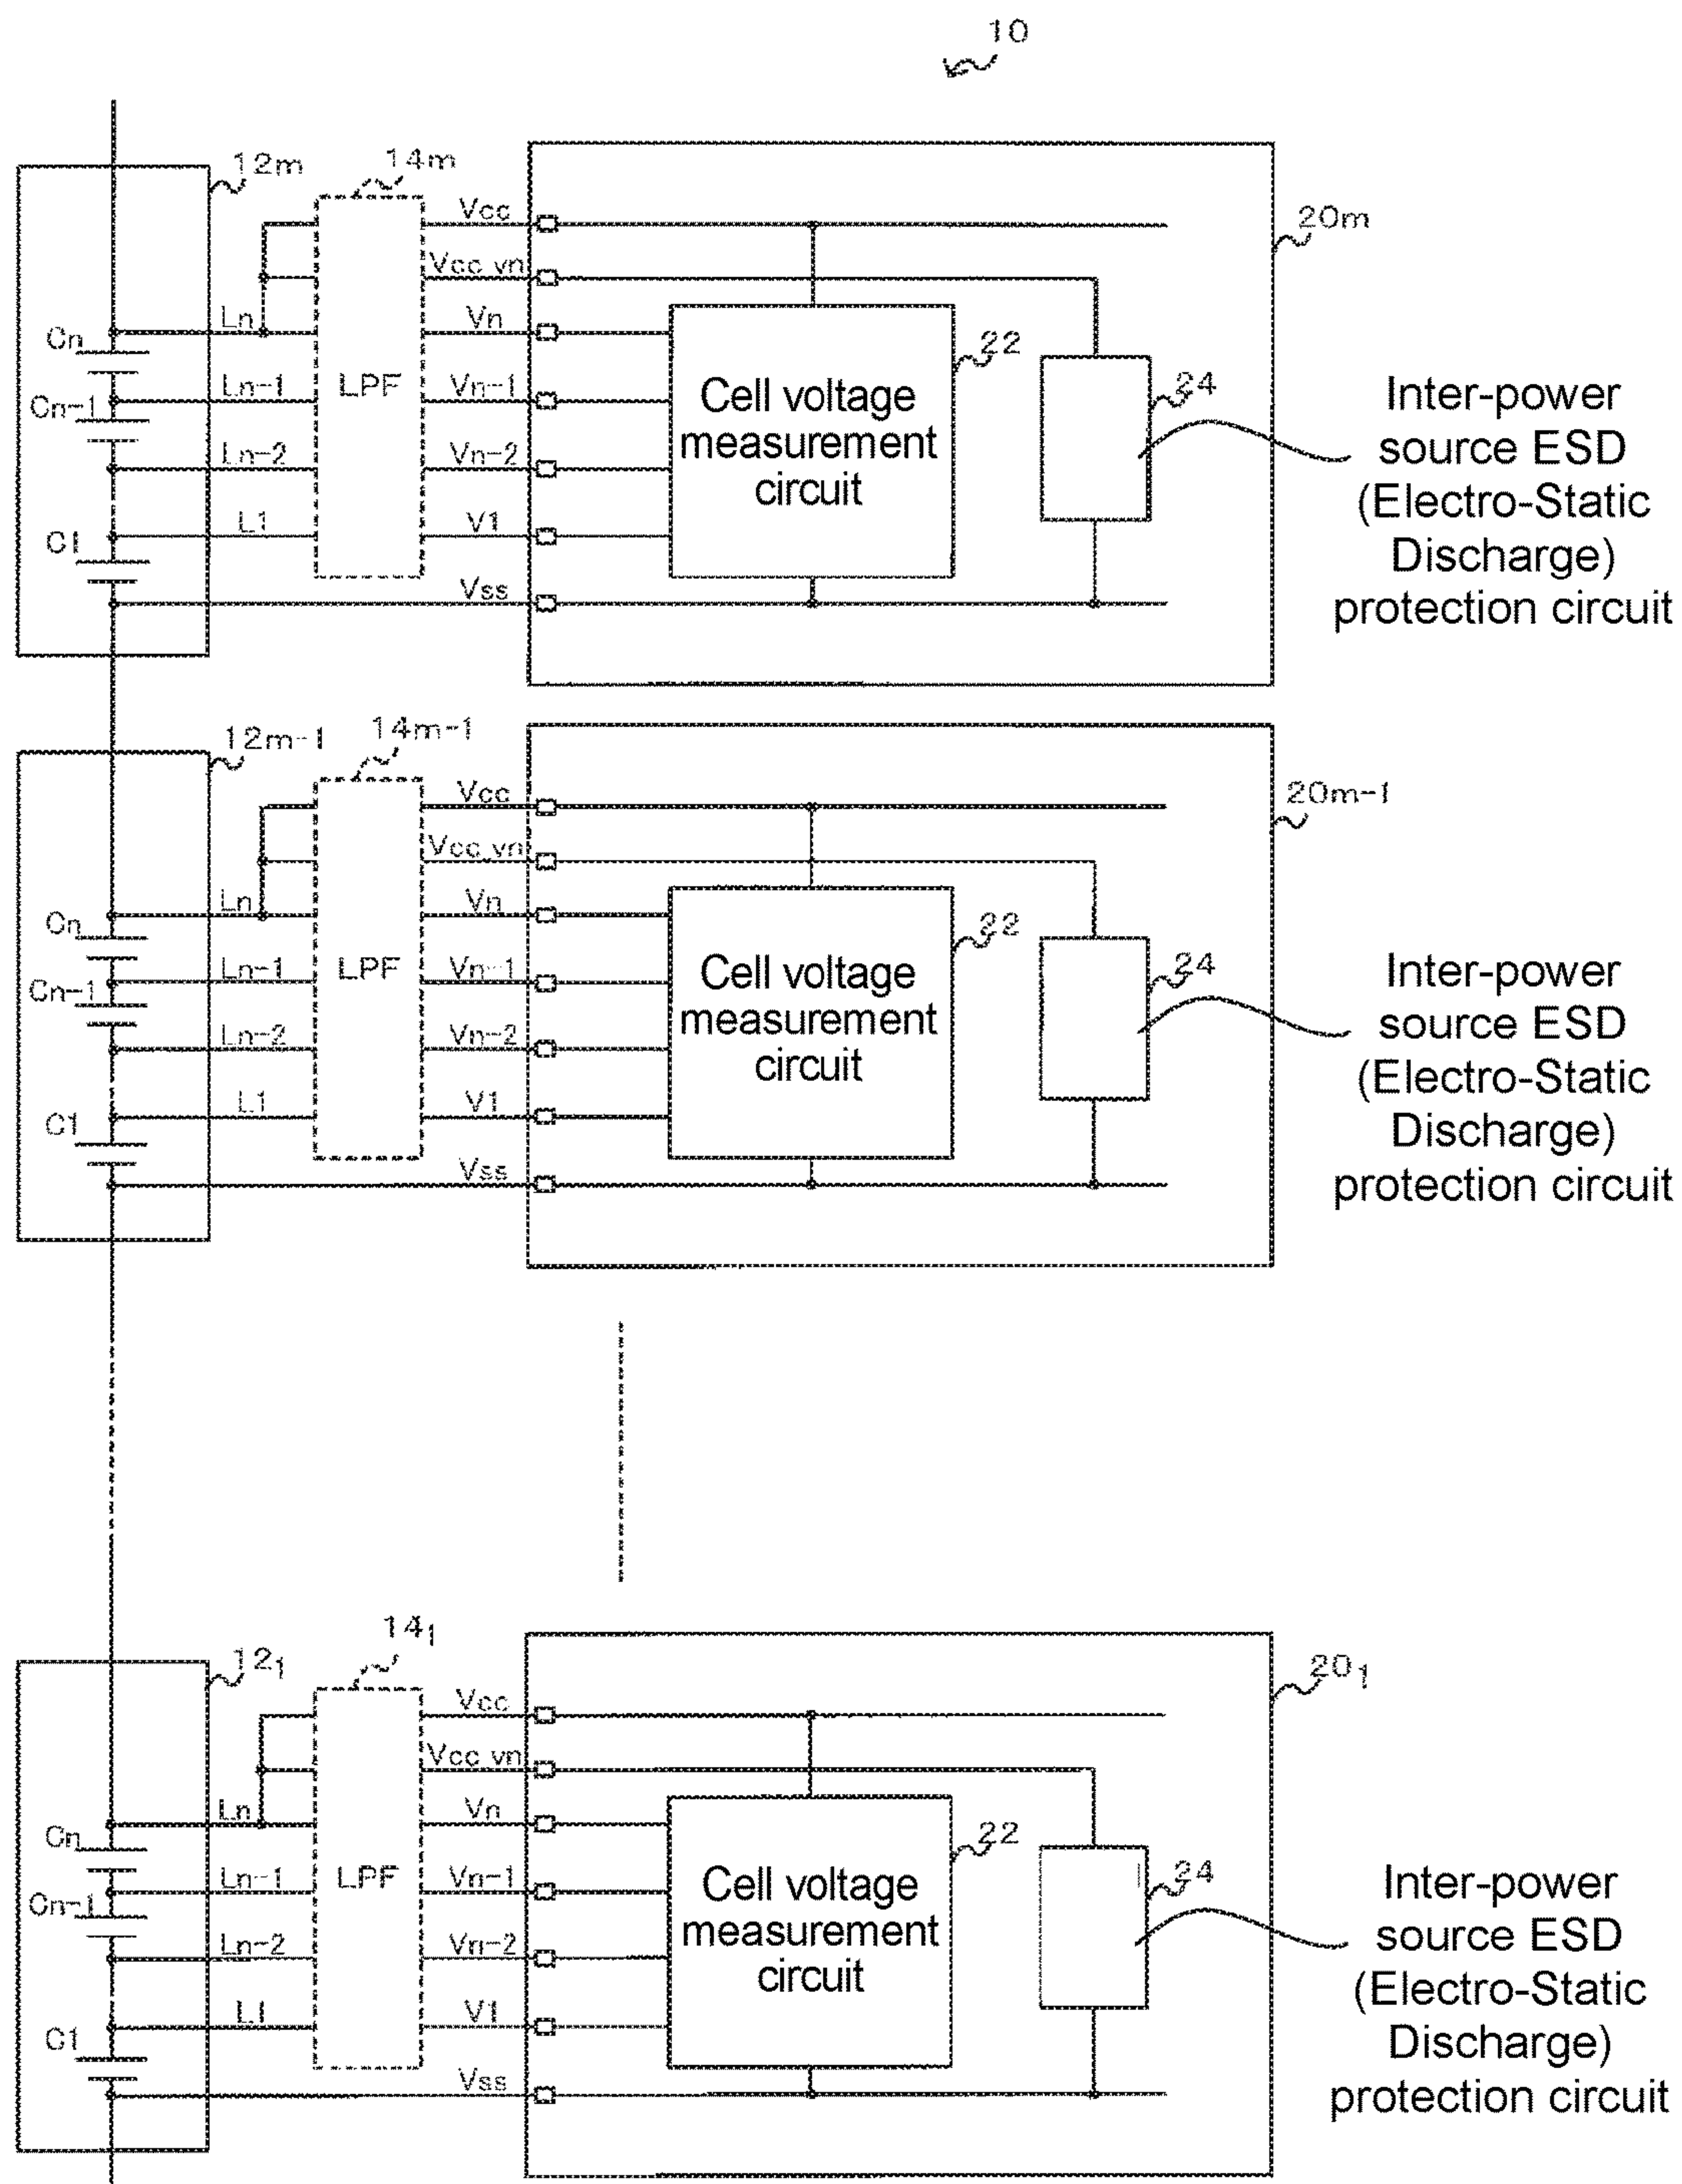 10
12m
14m
20m
Vcc
Vcc_vn
Ln
Vn
Cn
22
24
LPF
Ln-1
Vn-1
Cn-1
Ln-2
Vn-2
C1
L1
V1
Vss
Cell voltage
measurement
circuit
Inter-power
source ESD
(Electro-Static
Discharge)
protection circuit
12m-1
14m-1
20m-1
Vcc
Vcc_vn
Ln
Vn
Cn
22
24
LPF
Ln-1
Vn-1
Cn-1
Ln-2
Vn-2
C1
L1
V1
Vss
Cell voltage
measurement
circuit
Inter-power
source ESD
(Electro-Static
Discharge)
protection circuit
12₁
14₁
20₁
Vcc
Vcc_vn
Ln
Vn
Cn
22
24
LPF
Ln-1
Vn-1
Cn-1
Ln-2
Vn-2
C1
L1
V1
Vss
Cell voltage
measurement
circuit
Inter-power
source ESD
(Electro-Static
Discharge)
protection circuit